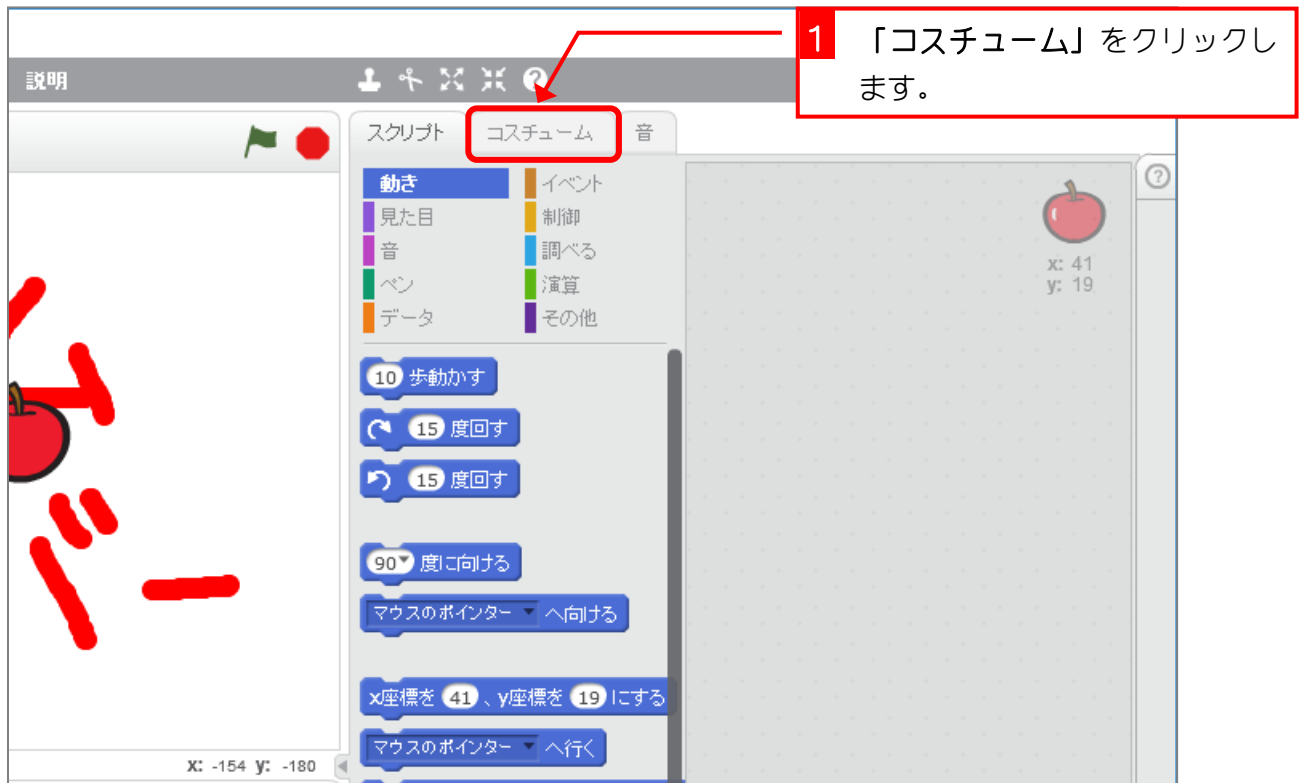 1 「コスチューム」をクリックし
ます。
説明
スクリプト コスチューム 音
動き イベント
見た目 制御
音 調べる
ペン 演算
データ その他
x: 41
y: 19
10 歩動かす
15 度回す
15 度回す
90 度に向ける
マウスのポインター へ向ける
x座標を 41 、y座標を 19 にする
マウスのポインター へ行く
X: -154 y: -180